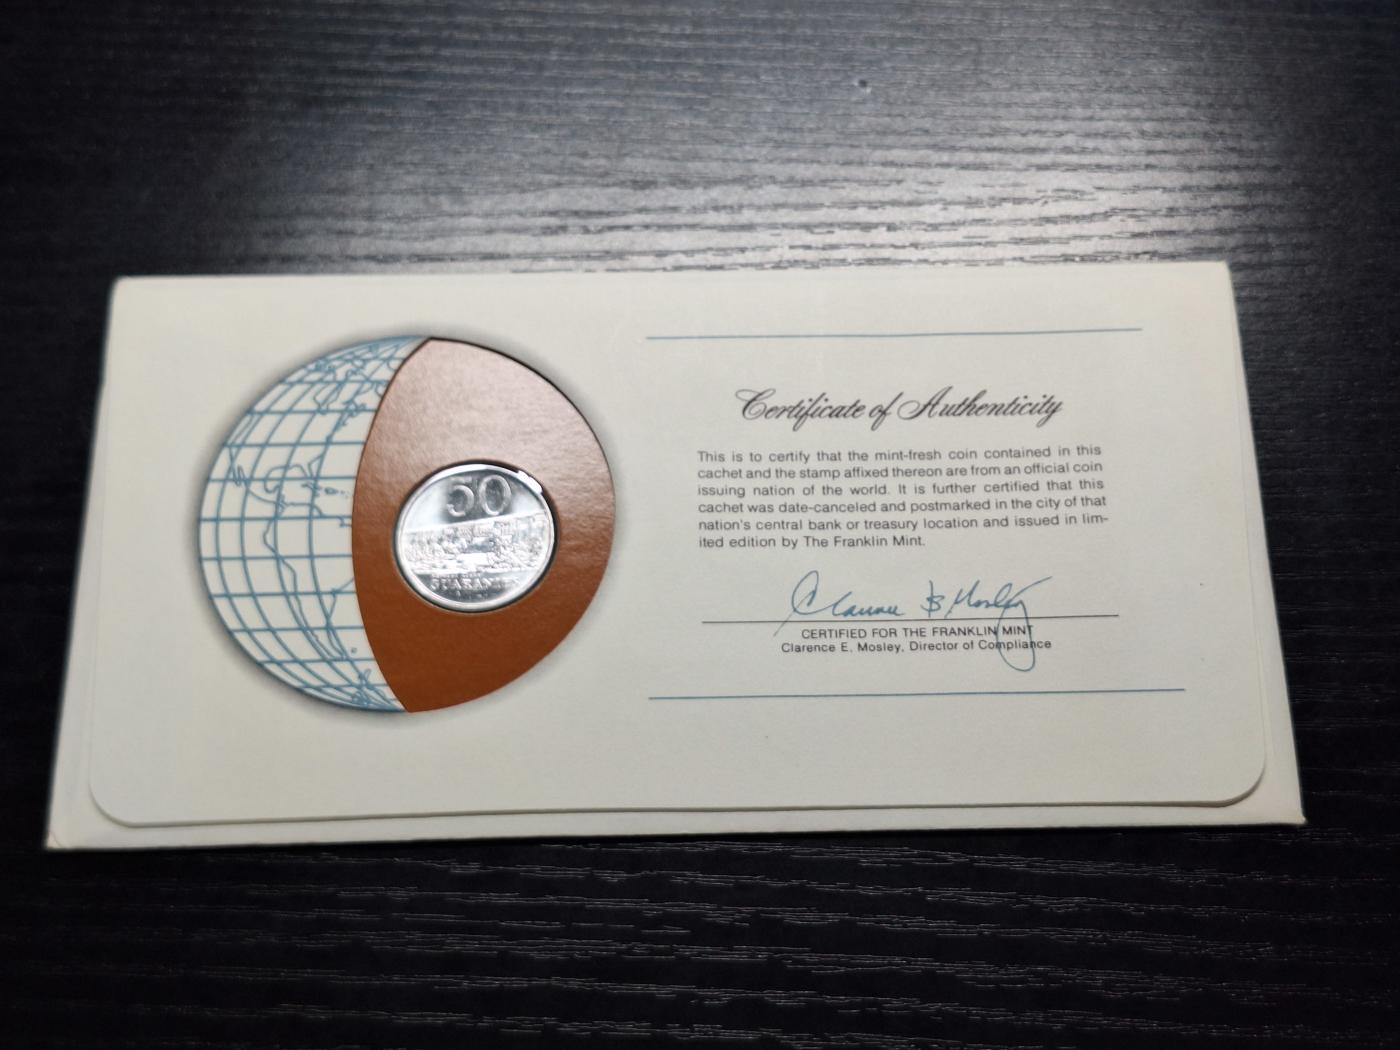 50
GUARANIES
Certificate of Authenticity
This is to certify that the mint-fresh coin contained in this
cachet and the stamp affixed thereon are from an official coin
issuing nation of the world. It is further certified that this
cachet was date-canceled and postmarked in the city of that
nation's central bank or treasury location and issued in lim-
ited edition by The Franklin Mint.
CERTIFIED FOR THE FRANKLIN MINT
Clarence E. Mosley, Director of Compliance